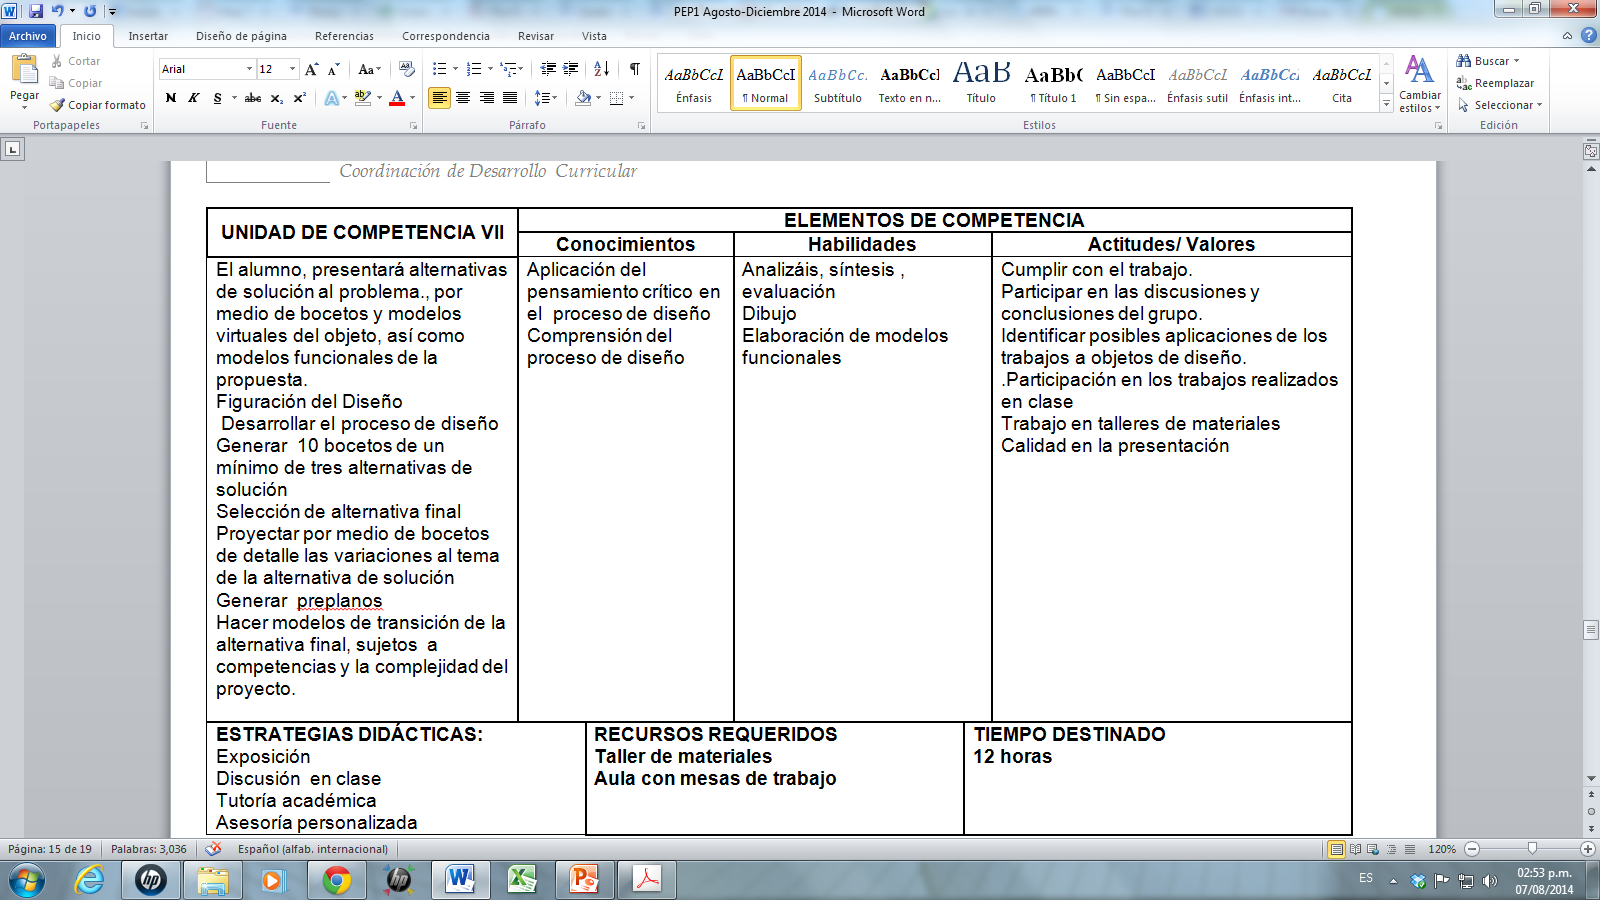 PEP1 Agosto-Diciembre 2014 - Microsoft Word
Archivo Inicio Insertar Diseño de página Referencias Correspondencia Revisar Vista
Pegar
Cortar
Copiar
Copiar formato
Portapapeles
Arial 12
N K S abc x₂ x²
Fuente
Párrafo
AaBbCcL AaBbCcI AaBbCc. AaBbCcI AaB AaBb( AaBbCcI AaBbCcL AaBbCcI AaBbCcL
Énfasis ¶ Normal Subtítulo Texto en n... Título ¶ Título 1 ¶ Sin espa... Énfasis sutil Énfasis int... Cita
Estilos
Cambiar estilos
Buscar
Reemplazar
Seleccionar
Edición
Coordinación de Desarrollo Curricular
UNIDAD DE COMPETENCIA VII
ELEMENTOS DE COMPETENCIA
Conocimientos Habilidades Actitudes/ Valores
El alumno, presentará alternativas
de solución al problema., por
medio de bocetos y modelos
virtuales del objeto, así como
modelos funcionales de la
propuesta.
Figuración del Diseño
Desarrollar el proceso de diseño
Generar 10 bocetos de un
mínimo de tres alternativas de
solución
Selección de alternativa final
Proyectar por medio de bocetos
de detalle las variaciones al tema
de la alternativa de solución
Generar preplanos
Hacer modelos de transición de la
alternativa final, sujetos a
competencias y la complejidad del
proyecto.
Aplicación del
pensamiento crítico en
el proceso de diseño
Comprensión del
proceso de diseño
Analizáis, síntesis ,
evaluación
Dibujo
Elaboración de modelos
funcionales
Cumplir con el trabajo.
Participar en las discusiones y
conclusiones del grupo.
Identificar posibles aplicaciones de los
trabajos a objetos de diseño.
.Participación en los trabajos realizados
en clase
Trabajo en talleres de materiales
Calidad en la presentación
ESTRATEGIAS DIDÁCTICAS:
Exposición
Discusión en clase
Tutoría académica
Asesoría personalizada
RECURSOS REQUERIDOS
Taller de materiales
Aula con mesas de trabajo
TIEMPO DESTINADO
12 horas
Página: 15 de 19 Palabras: 3,036 Español (alfab. internacional) 120%
ES
02:53 p.m.
07/08/2014